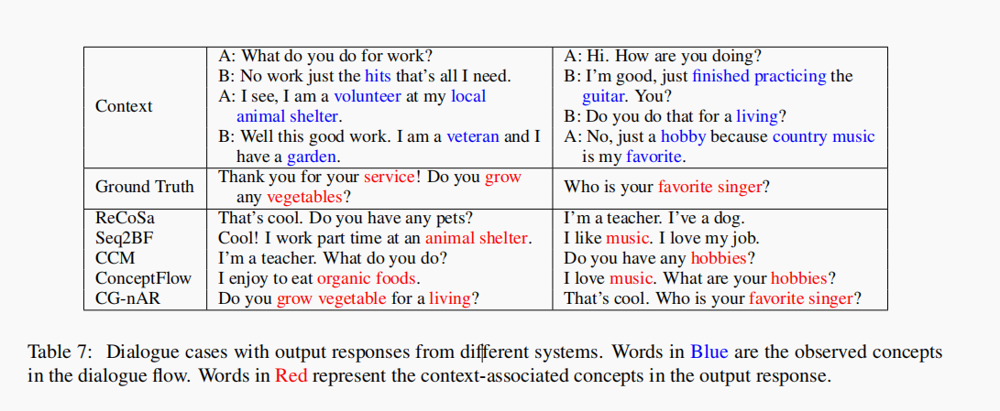 Context
A: What do you do for work?
B: No work just the hits that's all I need.
A: I see, I am a volunteer at my local
animal shelter.
B: Well this good work. I am a veteran and I
have a garden.
A: Hi. How are you doing?
B: I'm good, just finished practicing the
guitar. You?
B: Do you do that for a living?
A: No, just a hobby because country music
is my favorite.
Ground Truth
Thank you for your service! Do you grow
any vegetables?
Who is your favorite singer?
ReCoSa
That's cool. Do you have any pets?
I'm a teacher. I've a dog.
Seq2BF
Cool! I work part time at an animal shelter.
I like music. I love my job.
CCM
I'm a teacher. What do you do?
Do you have any hobbies?
ConceptFlow
I enjoy to eat organic foods.
I love music. What are your hobbies?
CG-nAR
Do you grow vegetable for a living?
That's cool. Who is your favorite singer?
Table 7: Dialogue cases with output responses from different systems. Words in Blue are the observed concepts
in the dialogue flow. Words in Red represent the context-associated concepts in the output response.